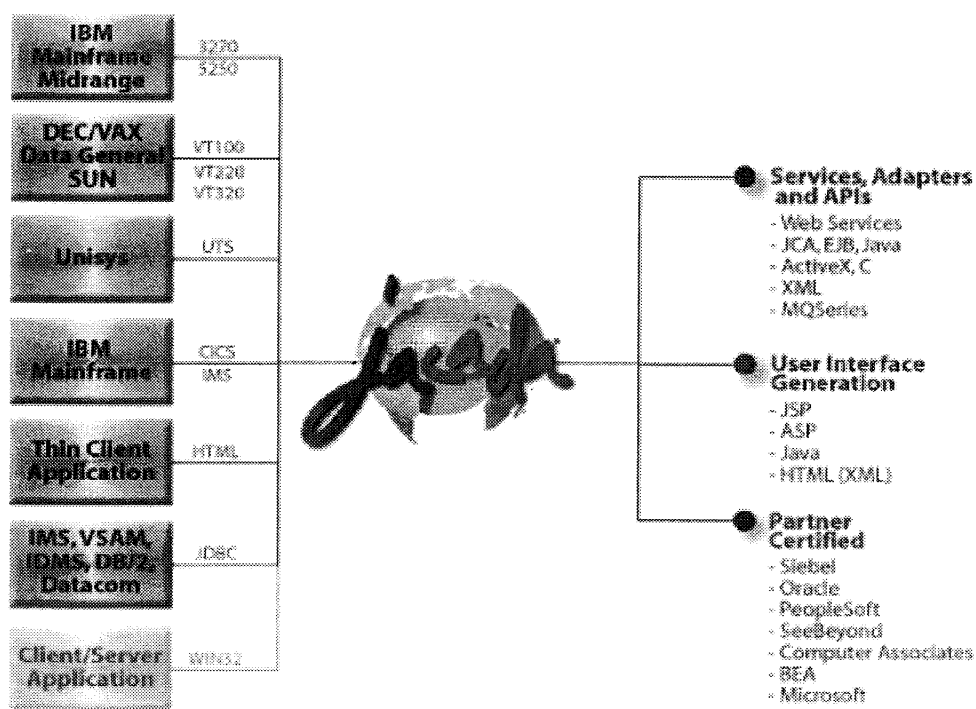 IBM
Mainframe
Midrange
3270
5250
DEC/VAX
Data General
SUN
VT100
VT220
VT320
Unisys
UTS
IBM
Mainframe
CICS
IMS
Thin Client
Application
HTML
IMS, VSAM,
IDMS, DB/2,
Datacom
JDBC
Client/Server
Application
WIN32
Jacada
Services, Adapters
and APIs
- Web Services
- JCA, EJB, Java
- ActiveX, C
- XML
- MQSeries
User Interface
Generation
- JSP
- ASP
- Java
- HTML (XML)
Partner
Certified
- Siebel
- Oracle
- PeopleSoft
- SeeBeyond
- Computer Associates
- BEA
- Microsoft